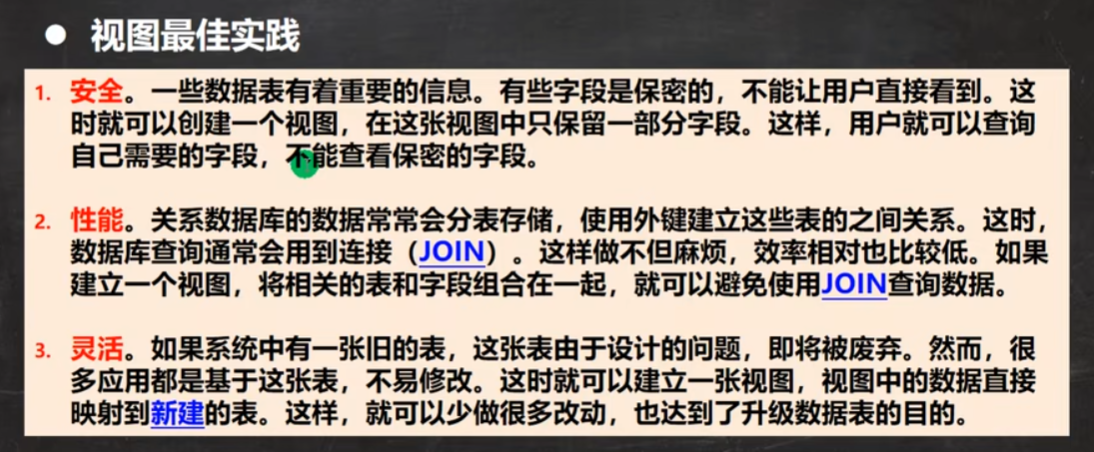 ● 视图最佳实践
1. 安全。一些数据表有着重要的信息。有些字段是保密的，不能让用户直接看到。这
时就可以创建一个视图，在这张视图中只保留一部分字段。这样，用户就可以查询
自己需要的字段，不能查看保密的字段。
2. 性能。关系数据库的数据常常会分表存储，使用外键建立这些表的之间关系。这时，
数据库查询通常会用到连接（JOIN）。这样做不但麻烦，效率相对也比较低。如果
建立一个视图，将相关的表和字段组合在一起，就可以避免使用JOIN查询数据。
3. 灵活。如果系统中有一张旧的表，这张表由于设计的问题，即将被废弃。然而，很
多应用都是基于这张表，不易修改。这时就可以建立一张视图，视图中的数据直接
映射到新建的表。这样，就可以少做很多改动，也达到了升级数据表的目的。